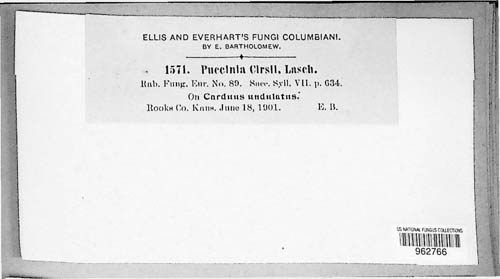 ELLIS AND EVERHART'S FUNGI COLUMBIANI.
BY E. BARTHOLOMEW.
1571. Puccinia Cirsii, Lasch.
Rab. Fung. Eur. No. 89. Sacc. Syll. VII. p. 634.
On Carduus undulatus.
Rooks Co. Kans. June 18, 1901. E. B.
US NATIONAL FUNGUS COLLECTIONS
962766